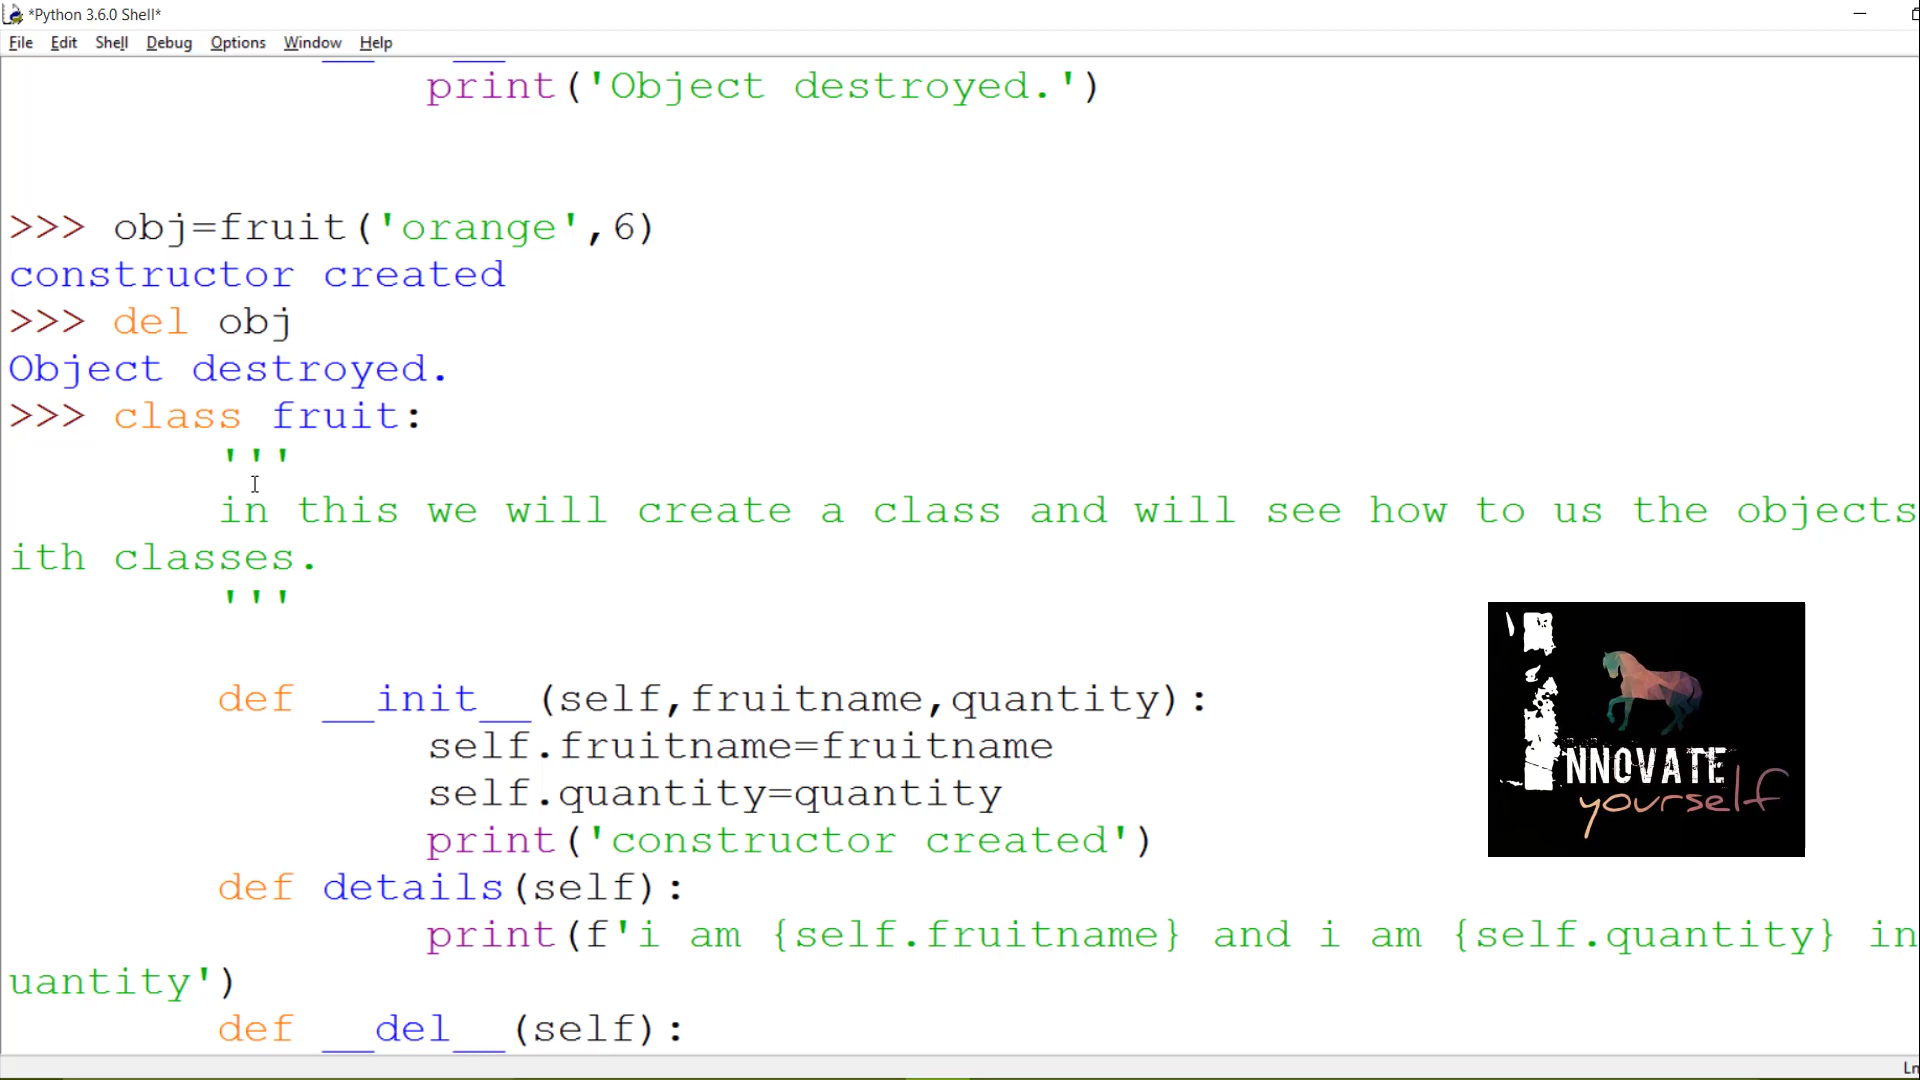 *Python 3.6.0 Shell*
File Edit Shell Debug Options Window Help
print('Object destroyed.')
>>> obj=fruit('orange',6)
constructor created
>>> del obj
Object destroyed.
>>> class fruit:
'''
in this we will create a class and will see how to us the objects
ith classes.
'''
def __init__(self,fruitname,quantity):
self.fruitname=fruitname
self.quantity=quantity
print('constructor created')
def details(self):
print(f'i am {self.fruitname} and i am {self.quantity} in
uantity')
def __del__(self):
INNOVATE
yourself
Ln